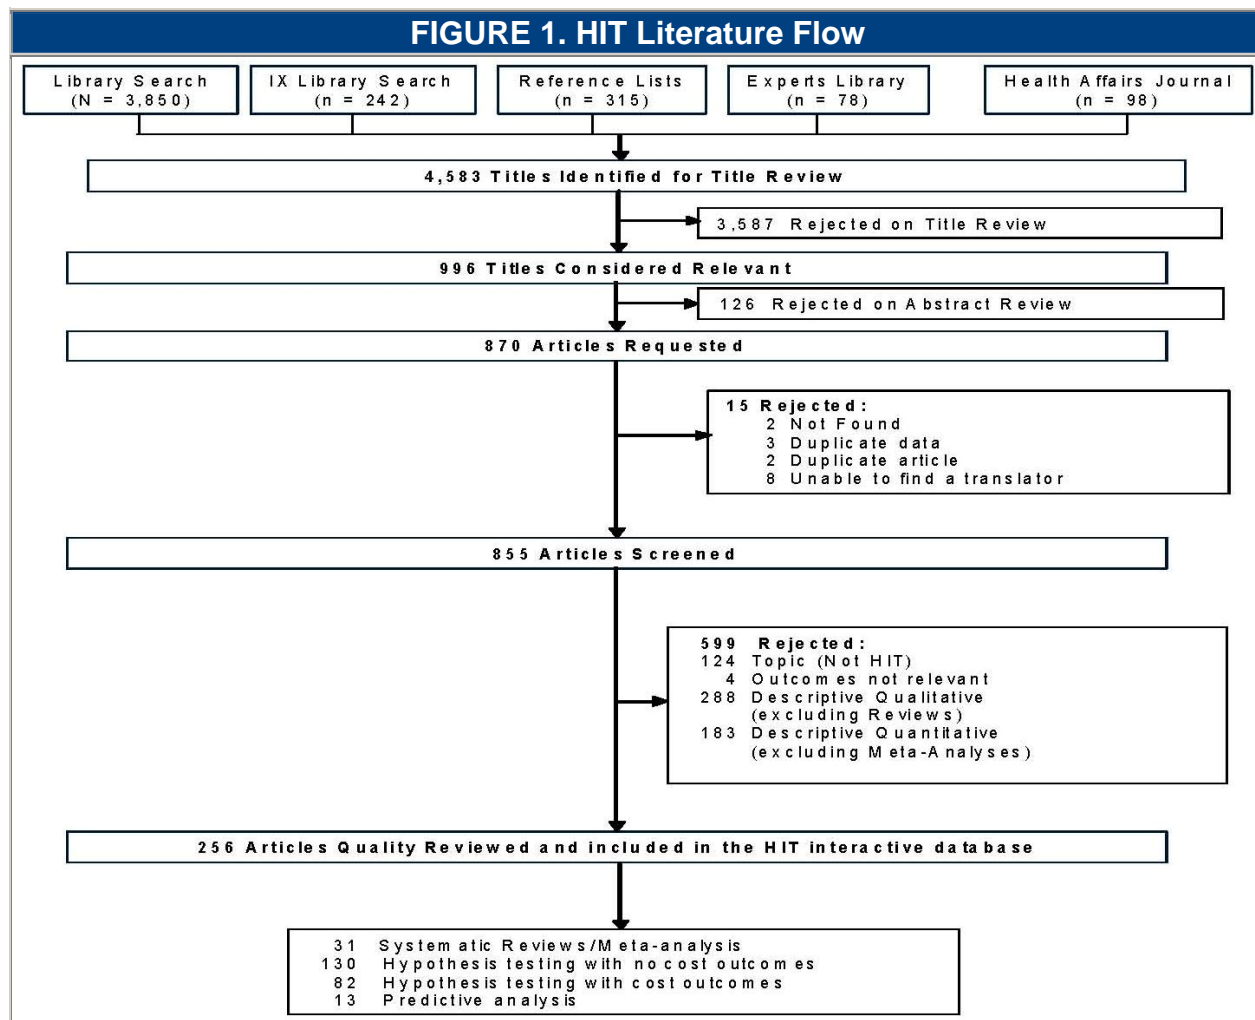 FIGURE 1. HIT Literature Flow
Library Search
(N = 3,850)
IX Library Search
(n = 242)
Reference Lists
(n = 315)
Experts Library
(n = 78)
Health Affairs Journal
(n = 98)
4,583 Titles Identified for Title Review
3,587 Rejected on Title Review
996 Titles Considered Relevant
126 Rejected on Abstract Review
870 Articles Requested
15 Rejected:
2 Not Found
3 Duplicate data
2 Duplicate article
8 Unable to find a translator
855 Articles Screened
599 Rejected:
124 Topic (Not HIT)
4 Outcomes not relevant
288 Descriptive Qualitative
(excluding Reviews)
183 Descriptive Quantitative
(excluding Meta-Analyses)
256 Articles Quality Reviewed and included in the HIT interactive database
31 Systematic Reviews/Meta-analysis
130 Hypothesis testing with no cost outcomes
82 Hypothesis testing with cost outcomes
13 Predictive analysis